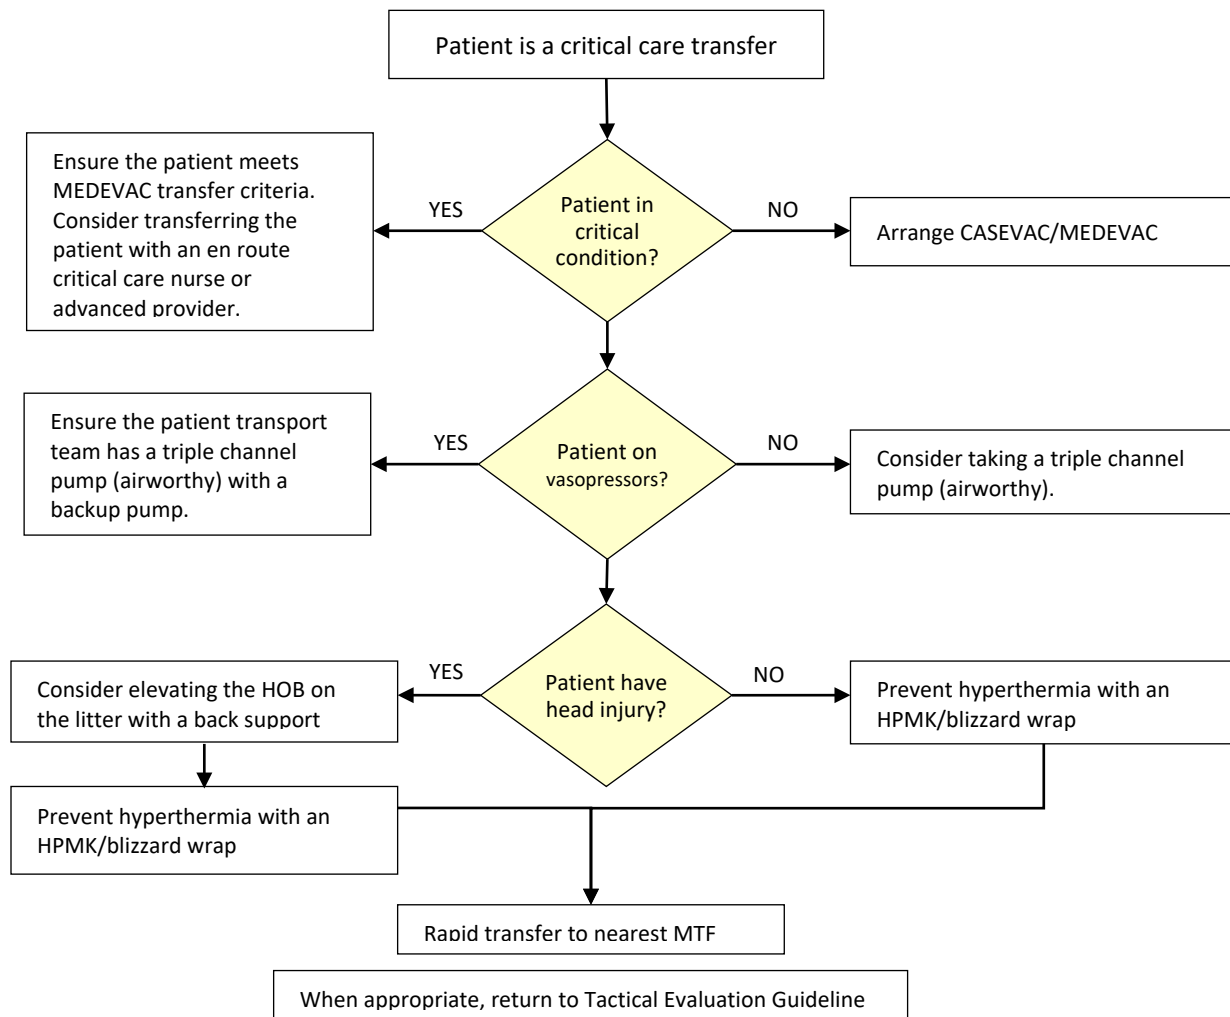 Patient is a critical care transfer
Ensure the patient meets
MEDEVAC transfer criteria.
Consider transferring the
patient with an en route
critical care nurse or
advanced provider.
YES
Patient in
critical
condition?
NO
Arrange CASEVAC/MEDEVAC
Ensure the patient transport
team has a triple channel
pump (airworthy) with a
backup pump.
YES
Patient on
vasopressors?
NO
Consider taking a triple channel
pump (airworthy).
Consider elevating the HOB on
the litter with a back support
YES
Patient have
head injury?
NO
Prevent hyperthermia with an
HPMK/blizzard wrap
Prevent hyperthermia with an
HPMK/blizzard wrap
Rapid transfer to nearest MTF
When appropriate, return to Tactical Evaluation Guideline